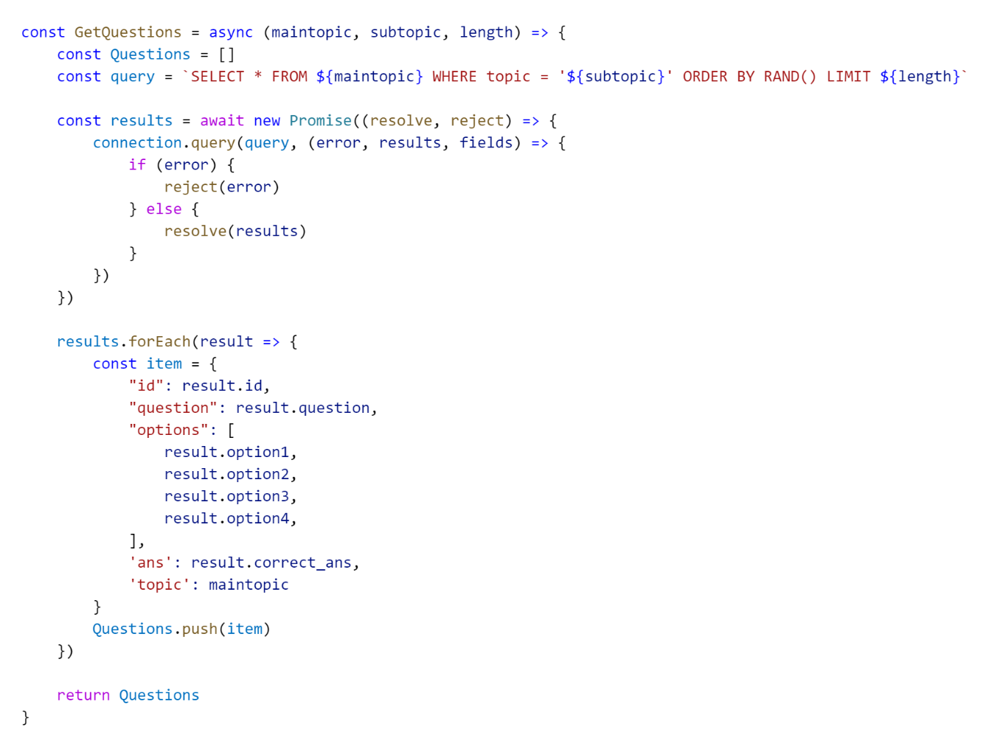 const GetQuestions = async (maintopic, subtopic, length) => {
    const Questions = []
    const query = `SELECT * FROM ${maintopic} WHERE topic = '${subtopic}' ORDER BY RAND() LIMIT ${length}`

    const results = await new Promise((resolve, reject) => {
        connection.query(query, (error, results, fields) => {
            if (error) {
                reject(error)
            } else {
                resolve(results)
            }
        })
    })

    results.forEach(result => {
        const item = {
            "id": result.id,
            "question": result.question,
            "options": [
                result.option1,
                result.option2,
                result.option3,
                result.option4,
            ],
            'ans': result.correct_ans,
            'topic': maintopic
        }
        Questions.push(item)
    })

    return Questions
}